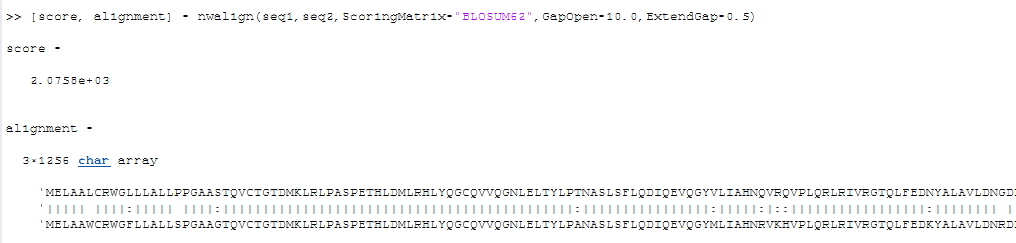 >> [score, alignment] = nwalign(seq1,seq2,ScoringMatrix="BLOSUM62",GapOpen=10.0,ExtendGap=0.5)
score =
2.0758e+03
alignment =
3×1256 char array
'MELAALCRWGLLLALLPPGAASTQVCTGTDMKLRLPASPETHLDMLRHLYQGCQVVQGNLELTYLPTNASLSFLQDIQEVQGYVLIAHNQVRQVPLQRLRIVRGTQLFEDNYALAVLDNGD
'||||| ||||:||||| ||||:||||||||||||||||||||||||||||||||||||||||||||:||||||||||||||||:|||||:|::|||||||||||||||||:|||||||| |
'MELAAWCRWGFLLALLSPGAAGTQVCTGTDMKLRLPASPETHLDMLRHLYQGCQVVQGNLELTYLPANASLSFLQDIQEVQGYMLIAHNRVKHVPLQRLRIVRGTQLFEDKYALAVLDNRD